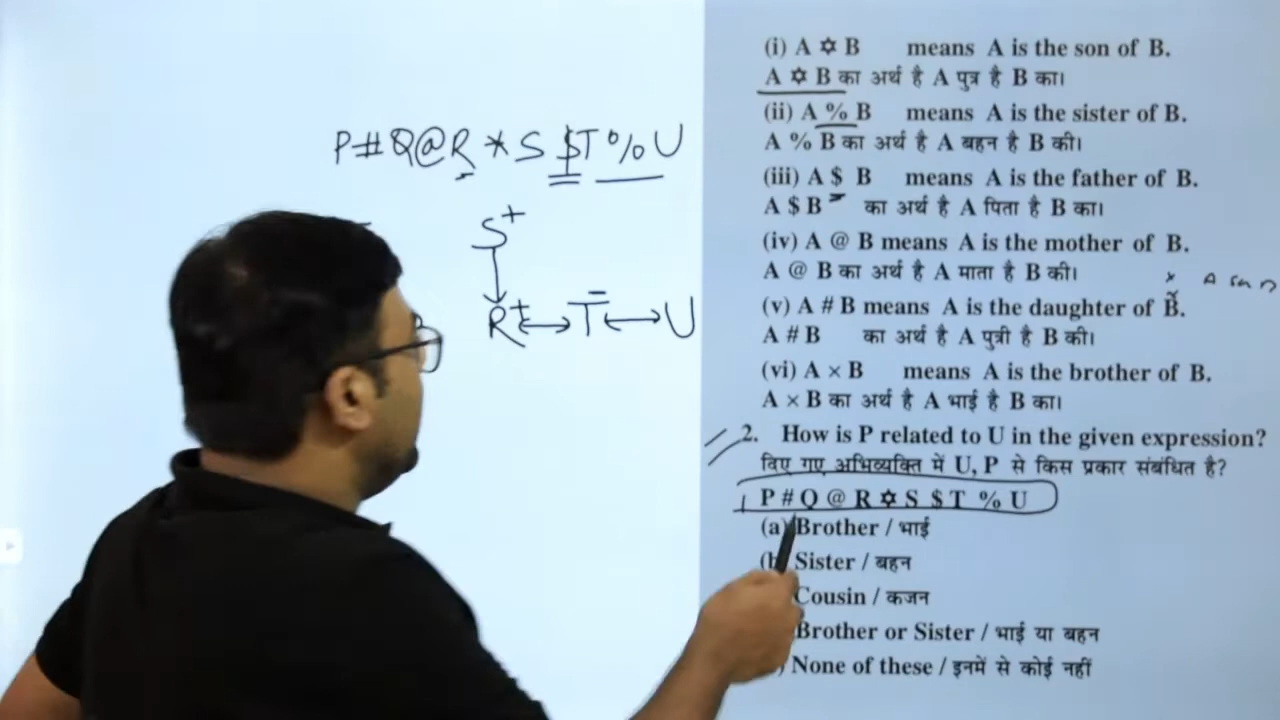 P#Q@R*S$T%U
S+
R+ ↔ T- ↔ U
(i) A ✡ B means A is the son of B.
A ✡ B का अर्थ है A पुत्र है B का।
(ii) A % B means A is the sister of B.
A % B का अर्थ है A बहन है B की।
(iii) A $ B means A is the father of B.
A $ B का अर्थ है A पिता है B का।
(iv) A @ B means A is the mother of B.
A @ B का अर्थ है A माता है B की।
(v) A # B means A is the daughter of B.
A # B का अर्थ है A पुत्री है B की।
(vi) A × B means A is the brother of B.
A × B का अर्थ है A भाई है B का।
2. How is P related to U in the given expression?
दिए गए अभिव्यक्ति में U, P से किस प्रकार संबंधित है?
P # Q @ R ✡ S $ T % U
(a) Brother / भाई
(b) Sister / बहन
Cousin / कजन
Brother or Sister / भाई या बहन
None of these / इनमें से कोई नहीं